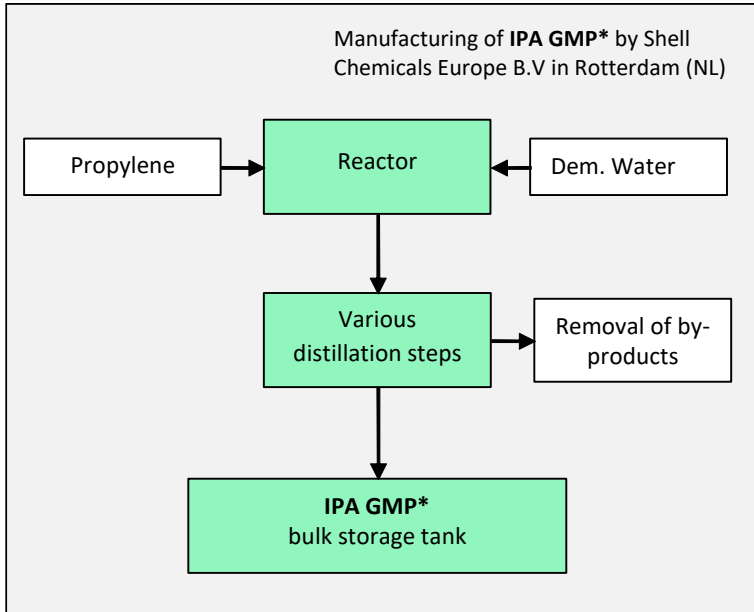 Manufacturing of IPA GMP* by Shell
Chemicals Europe B.V in Rotterdam (NL)
Propylene
Reactor
Dem. Water
Various
distillation steps
Removal of by-
products
IPA GMP*
bulk storage tank